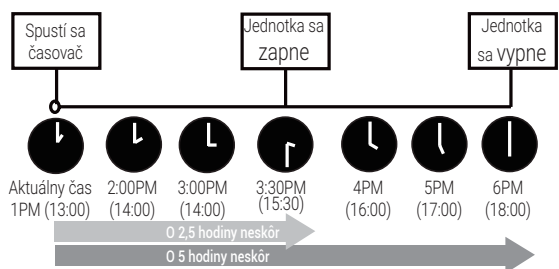 Spustí sa
časovač
Jednotka sa
zapne
Jednotka
sa vypne
Aktuálny čas
1PM (13:00)
2:00PM
(14:00)
3:00PM
(14:00)
3:30PM
(15:30)
4PM
(16:00)
5PM
(17:00)
6PM
(18:00)
O 2,5 hodiny neskôr
O 5 hodiny neskôr